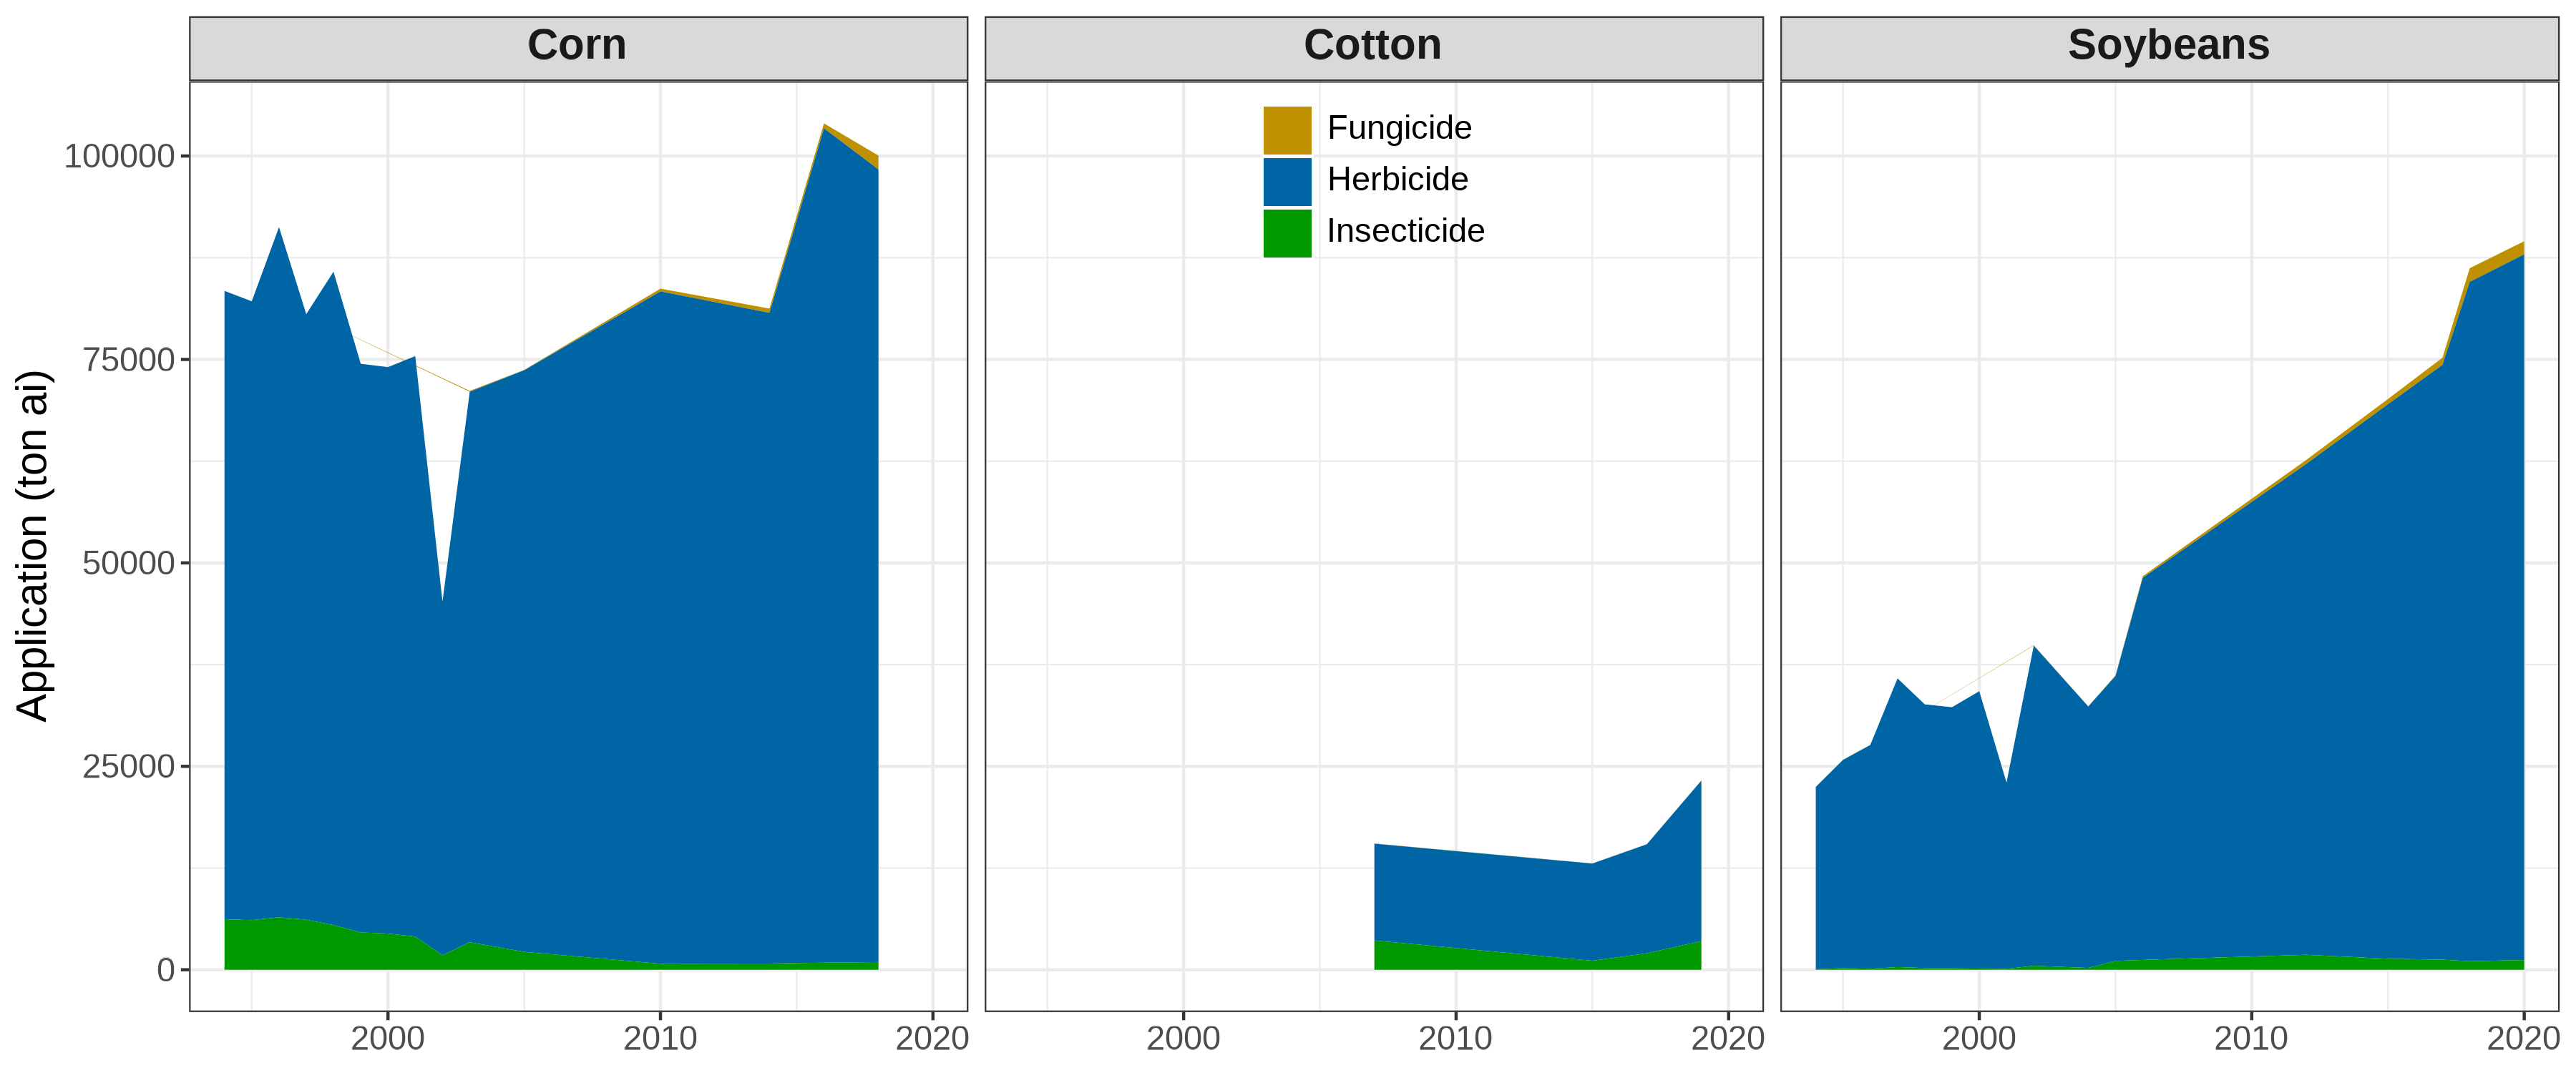 Corn
Cotton
Soybeans
Fungicide
Herbicide
Insecticide
Application (ton ai)
100000
75000
50000
25000
0
2000 2010 2020
2000 2010 2020
2000 2010 2020